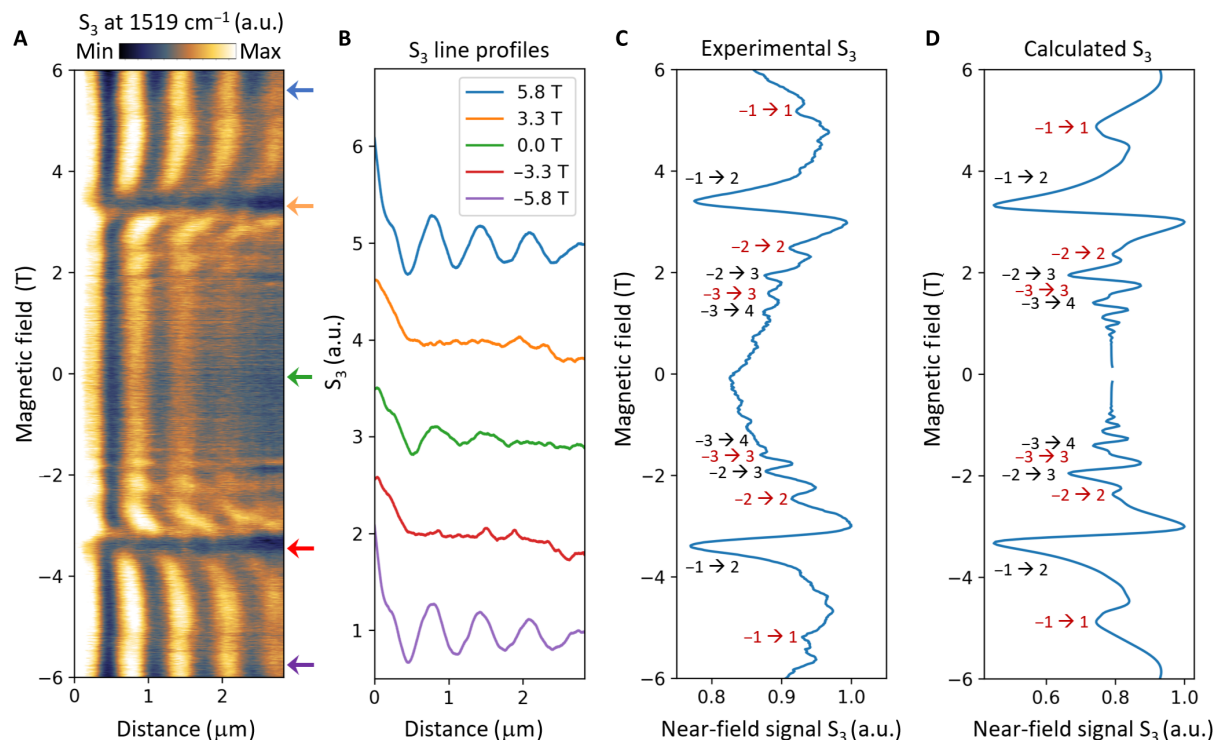 S₃ at 1519 cm⁻¹ (a.u.)
Min Max
A
6
4
2
0
−2
−4
−6
Magnetic field (T)
0 1 2
Distance (μm)
B
S₃ line profiles
5.8 T
3.3 T
0.0 T
−3.3 T
−5.8 T
6
5
4
3
2
1
S₃ (a.u.)
0 1 2
Distance (μm)
C
Experimental S₃
6
4
2
0
−2
−4
−6
Magnetic field (T)
−1 → 1
−1 → 2
−2 → 2
−2 → 3
−3 → 3
−3 → 4
−3 → 4
−3 → 3
−2 → 3
−2 → 2
−1 → 2
−1 → 1
0.8 0.9 1.0
Near-field signal S₃ (a.u.)
D
Calculated S₃
6
4
2
0
−2
−4
−6
Magnetic field (T)
−1 → 1
−1 → 2
−2 → 2
−2 → 3
−3 → 3
−3 → 4
−3 → 4
−3 → 3
−2 → 3
−2 → 2
−1 → 2
−1 → 1
0.6 0.8 1.0
Near-field signal S₃ (a.u.)